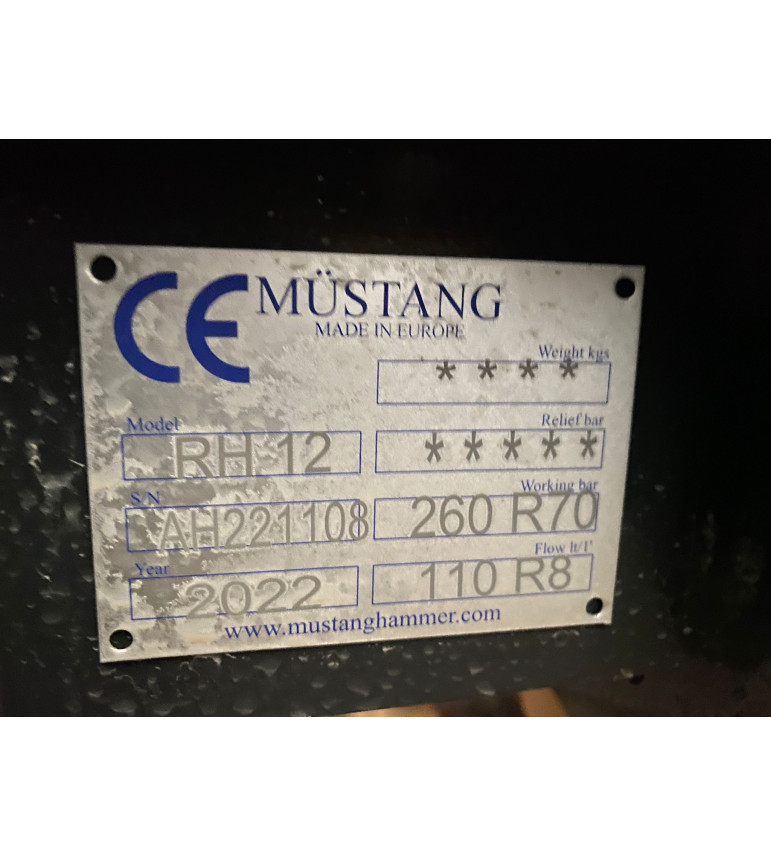 CE MÜSTANG
MADE IN EUROPE
Weight kgs
* * * *
Model
RH 12
Relief bar
* * * * *
S/N
AH221108
Working bar
260 R70
Year
2022
Flow lt/1'
110 R8
www.mustanghammer.com